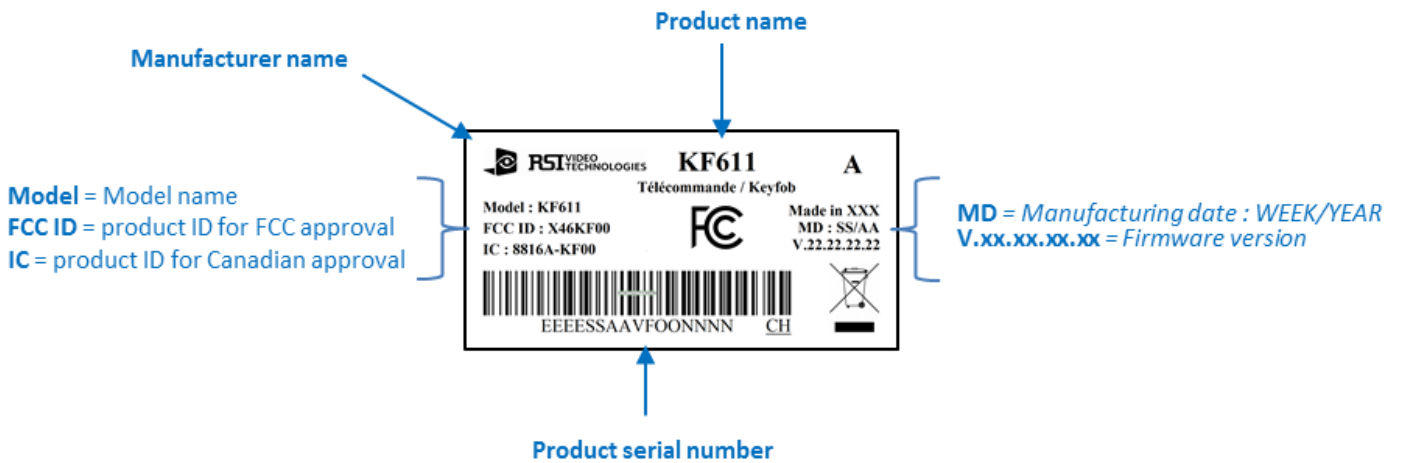 Product name
Manufacturer name
RSI VIDEO TECHNOLOGIES
KF611
A
Télécommande / Keyfob
Model : KF611
FCC ID : X46KF00
IC : 8816A-KF00
FC
Made in XXX
MD : SS/AA
V.22.22.22.22
EEEESSAAVFOONNNN
CH
Model = Model name
FCC ID = product ID for FCC approval
IC = product ID for Canadian approval
MD = Manufacturing date : WEEK/YEAR
V.xx.xx.xx.xx = Firmware version
Product serial number